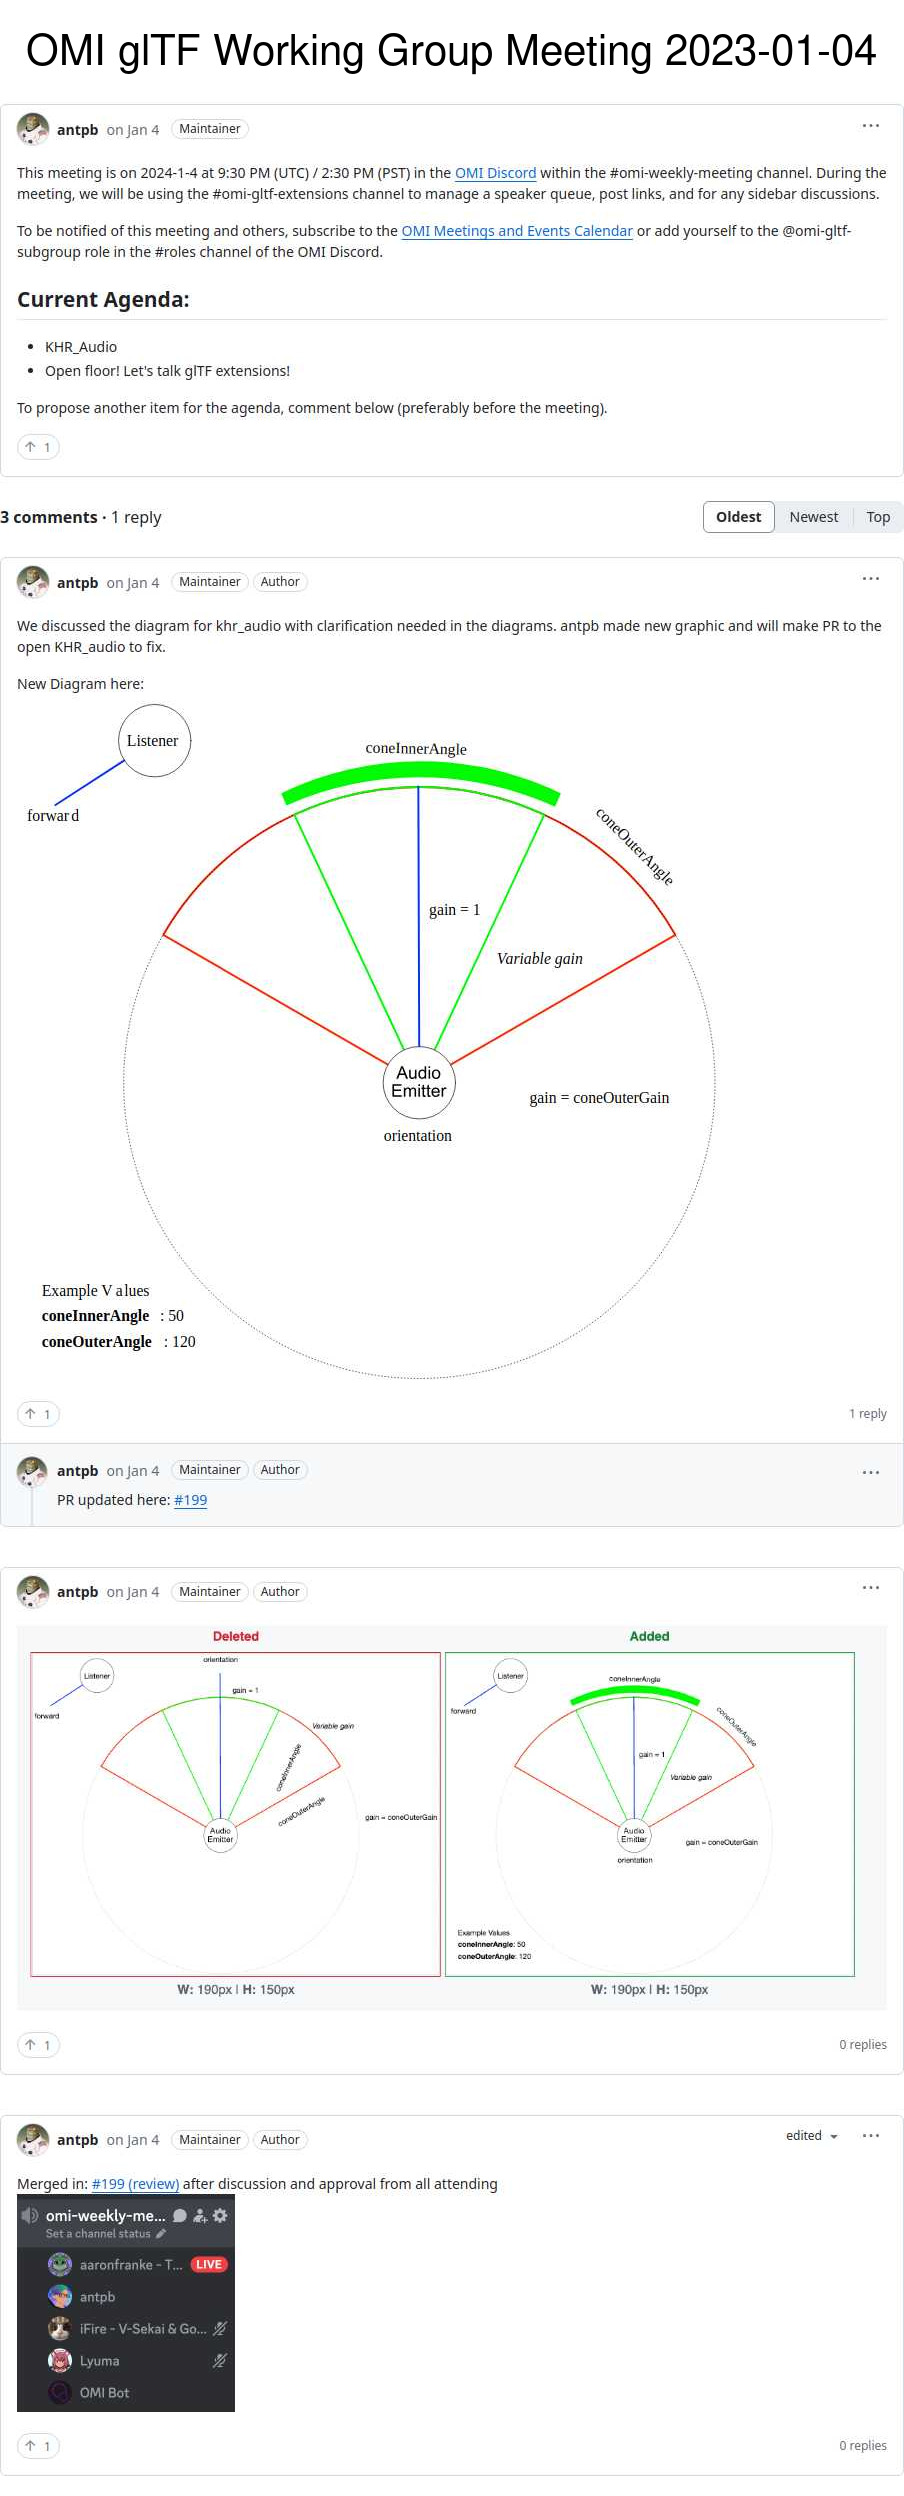 OMI glTF Working Group Meeting 2023-01-04
antpb on Jan 4 Maintainer
This meeting is on 2024-1-4 at 9:30 PM (UTC) / 2:30 PM (PST) in the OMI Discord within the #omi-weekly-meeting channel. During the
meeting, we will be using the #omi-gltf-extensions channel to manage a speaker queue, post links, and for any sidebar discussions.
To be notified of this meeting and others, subscribe to the OMI Meetings and Events Calendar or add yourself to the @omi-gltf-
subgroup role in the #roles channel of the OMI Discord.
Current Agenda:
• KHR_Audio
• Open floor! Let's talk glTF extensions!
To propose another item for the agenda, comment below (preferably before the meeting).
↑ 1
3 comments · 1 reply
Oldest Newest Top
antpb on Jan 4 Maintainer Author
We discussed the diagram for khr_audio with clarification needed in the diagrams. antpb made new graphic and will make PR to the
open KHR_audio to fix.
New Diagram here:
Listener
forward
coneInnerAngle
coneOuterAngle
gain = 1
Variable gain
Audio
Emitter
gain = coneOuterGain
orientation
Example Values
coneInnerAngle : 50
coneOuterAngle : 120
↑ 1
1 reply
antpb on Jan 4 Maintainer Author
PR updated here: #199
antpb on Jan 4 Maintainer Author
Deleted
Listener
forward
orientation
gain = 1
Variable gain
coneInnerAngle
coneOuterAngle
gain = coneOuterGain
Audio
Emitter
W: 190px | H: 150px
Added
Listener
forward
coneInnerAngle
coneOuterAngle
gain = 1
Variable gain
Audio
Emitter
gain = coneOuterGain
orientation
Example Values
coneInnerAngle: 50
coneOuterAngle: 120
W: 190px | H: 150px
↑ 1
0 replies
antpb on Jan 4 Maintainer Author
edited
Merged in: #199 (review) after discussion and approval from all attending
omi-weekly-me...
Set a channel status
aaronfranke - T... LIVE
antpb
iFire - V-Sekai & Go...
Lyuma
OMI Bot
↑ 1
0 replies